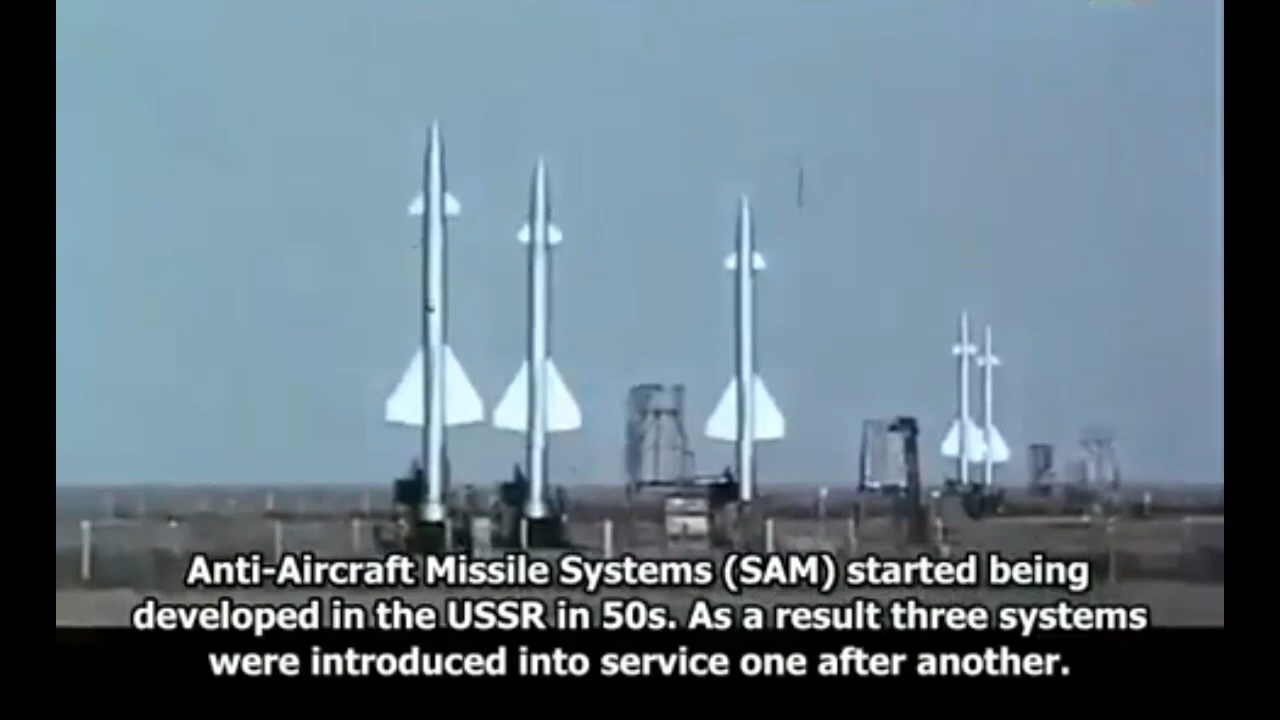 Anti-Aircraft Missile Systems (SAM) started being
developed in the USSR in 50s. As a result three systems
were introduced into service one after another.